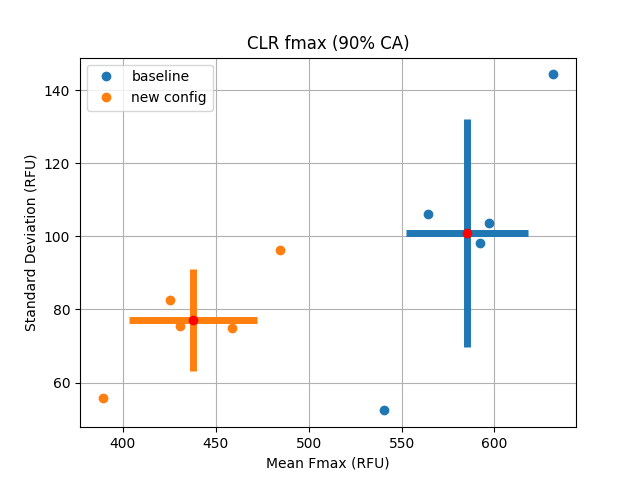 CLR fmax (90% CA)
baseline
new config
Standard Deviation (RFU)
140
120
100
80
60
400 450 500 550 600
Mean Fmax (RFU)